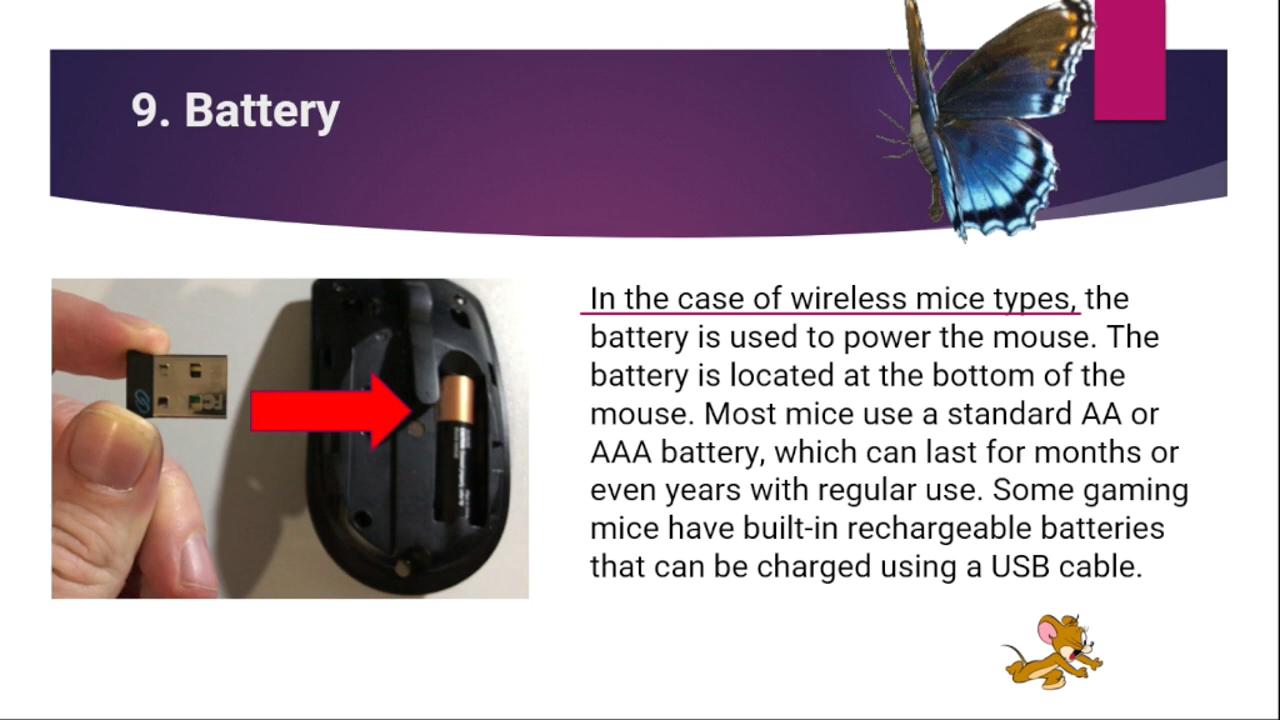 9. Battery
In the case of wireless mice types, the
battery is used to power the mouse. The
battery is located at the bottom of the
mouse. Most mice use a standard AA or
AAA battery, which can last for months or
even years with regular use. Some gaming
mice have built-in rechargeable batteries
that can be charged using a USB cable.